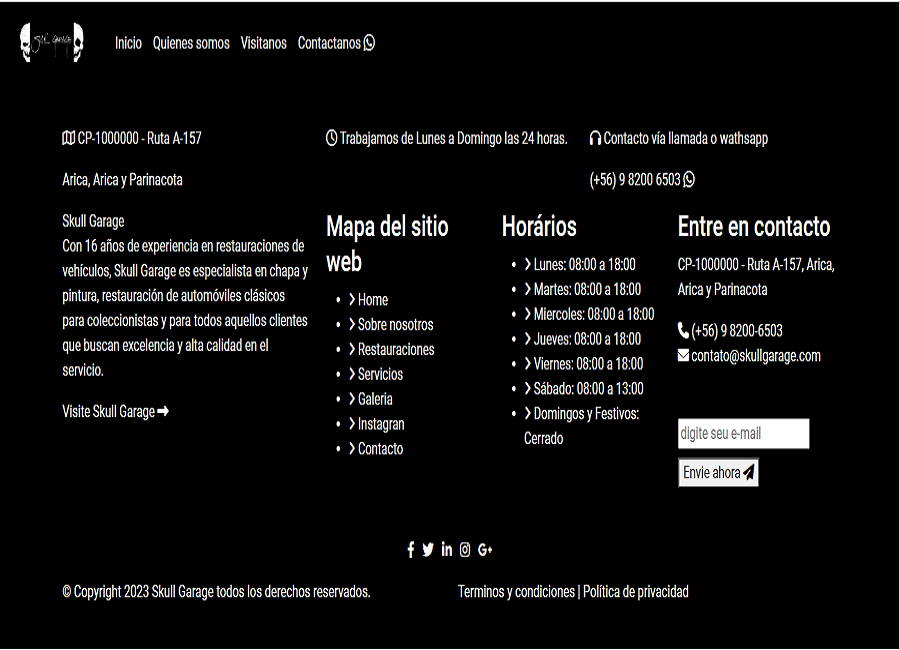 Skull Garage
Inicio Quienes somos Visitanos Contactanos
CP-1000000 - Ruta A-157
Arica, Arica y Parinacota
Trabajamos de Lunes a Domingo las 24 horas.
Contacto vía llamada o wathsapp
(+56) 9 8200 6503
Skull Garage
Con 16 años de experiencia en restauraciones de
vehículos, Skull Garage es especialista en chapa y
pintura, restauración de automóviles clásicos
para coleccionistas y para todos aquellos clientes
que buscan excelencia y alta calidad en el
servicio.
Visite Skull Garage
Mapa del sitio
web
Home
Sobre nosotros
Restauraciones
Servicios
Galeria
Instagran
Contacto
Horários
Lunes: 08:00 a 18:00
Martes: 08:00 a 18:00
Miercoles: 08:00 a 18:00
Jueves: 08:00 a 18:00
Viernes: 08:00 a 18:00
Sábado: 08:00 a 13:00
Domingos y Festivos:
Cerrado
Entre en contacto
CP-1000000 - Ruta A-157, Arica,
Arica y Parinacota
(+56) 9 8200-6503
contato@skullgarage.com
digite seu e-mail
Envie ahora
© Copyright 2023 Skull Garage todos los derechos reservados.
Terminos y condiciones | Política de privacidad